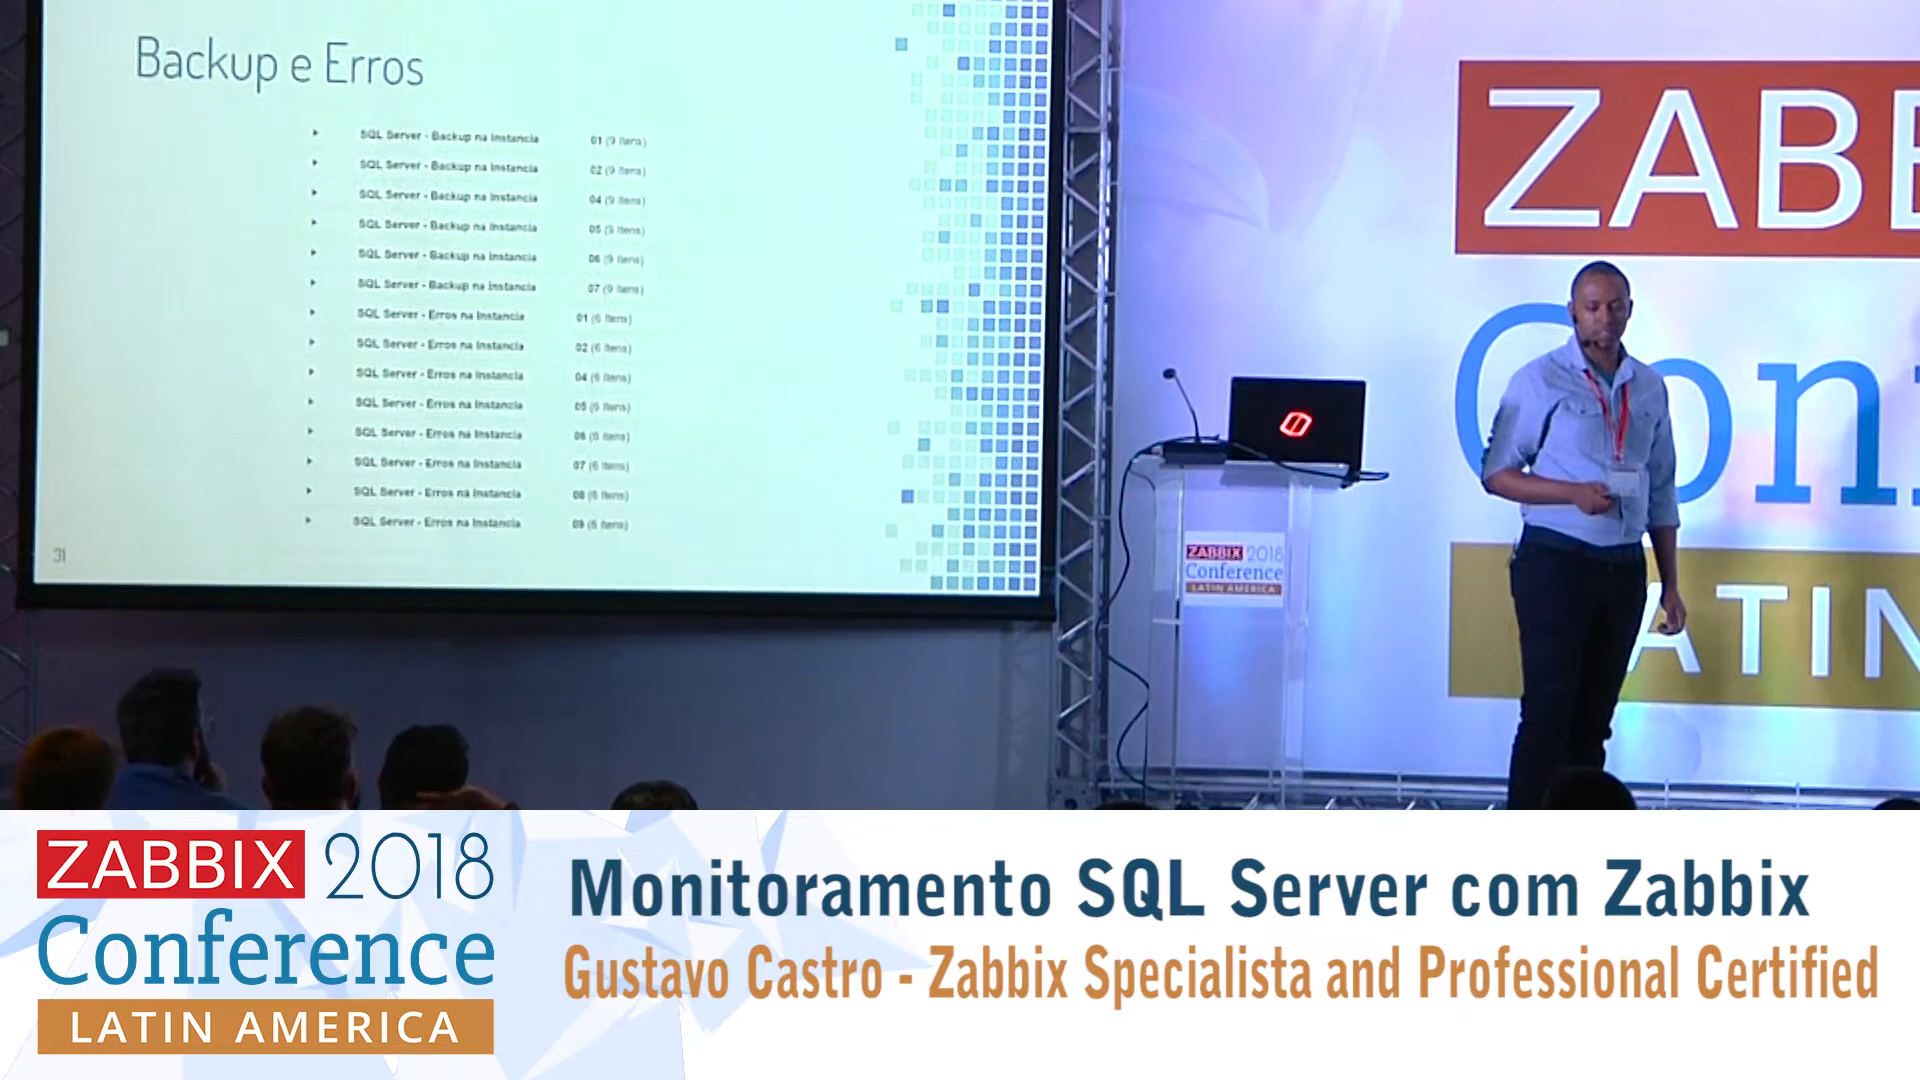 Backup e Erros
SQL Server - Backup na Instancia 01 (9 Itens)
SQL Server - Backup na Instancia 02 (9 Itens)
SQL Server - Backup na Instancia 04 (9 Itens)
SQL Server - Backup na Instancia 05 (9 Itens)
SQL Server - Backup na Instancia 06 (9 Itens)
SQL Server - Backup na Instancia 07 (9 Itens)
SQL Server - Erros na Instancia 01 (6 Itens)
SQL Server - Erros na Instancia 02 (6 Itens)
SQL Server - Erros na Instancia 04 (6 Itens)
SQL Server - Erros na Instancia 05 (6 Itens)
SQL Server - Erros na Instancia 06 (6 Itens)
SQL Server - Erros na Instancia 07 (6 Itens)
SQL Server - Erros na Instancia 08 (6 Itens)
SQL Server - Erros na Instancia 09 (6 Itens)
31
ZABB
Con
LATIN
ZABBIX 2018
Conference
LATIN AMERICA
ZABBIX 2018
Conference
LATIN AMERICA
Monitoramento SQL Server com Zabbix
Gustavo Castro - Zabbix Specialista and Professional Certified